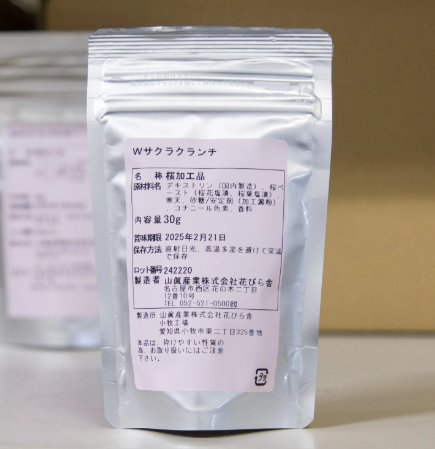 Wサクラクランチ
名 称 桜加工品
原材料名 デキストリン(国内製造)、桜ペ
ースト(桜花塩漬、桜葉塩漬)
寒天、砂糖/安定剤(加工澱粉)
、コチニール色素、香料
内容量 30g
賞味期限 2025年2月21日
保存方法 直射日光、高温多湿を避けて常温
で保存
ロット番号 242220
製造者 山眞産業株式会社花びら舎
名古屋市西区花の木二丁目
12番10号
TEL 052-521-0500㈹
製造所 山眞産業株式会社花びら舎
小牧工場
愛知県小牧市東二丁目325番地
本品は、砕けやすい性質の
為、お取り扱いにはご注意
下さい。
プラ